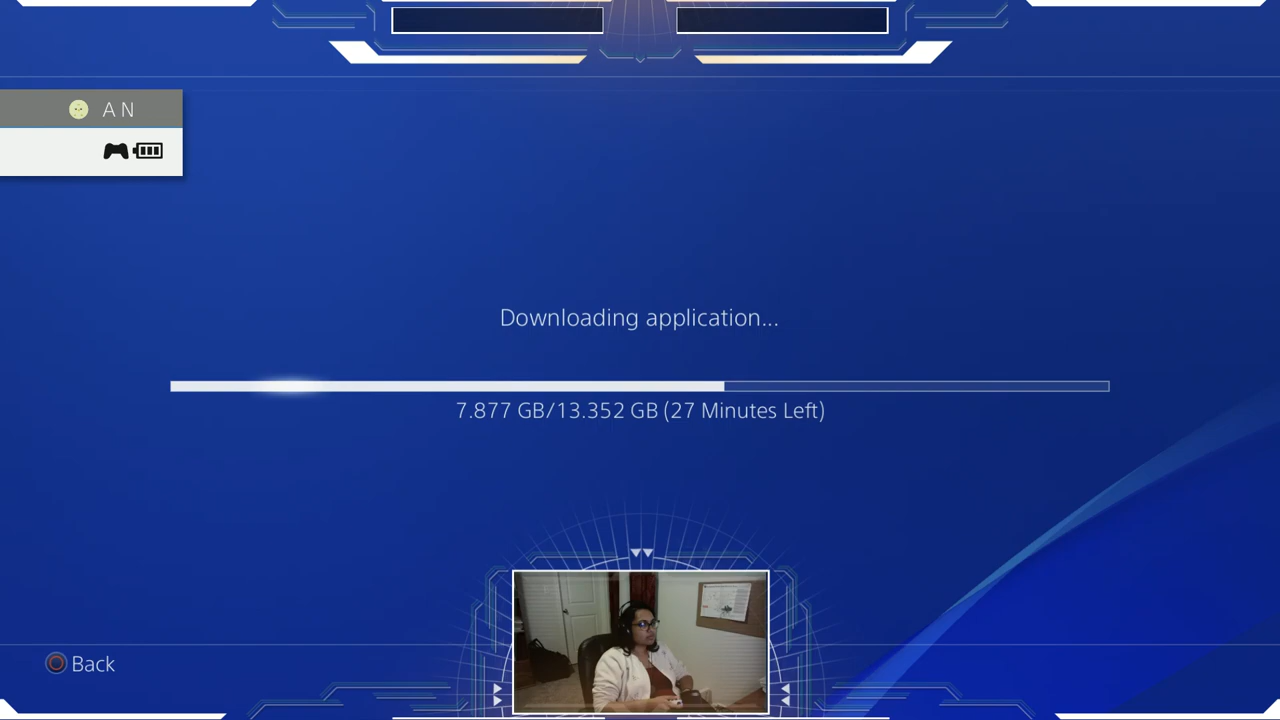 A N
Downloading application...
7.877 GB/13.352 GB (27 Minutes Left)
Back